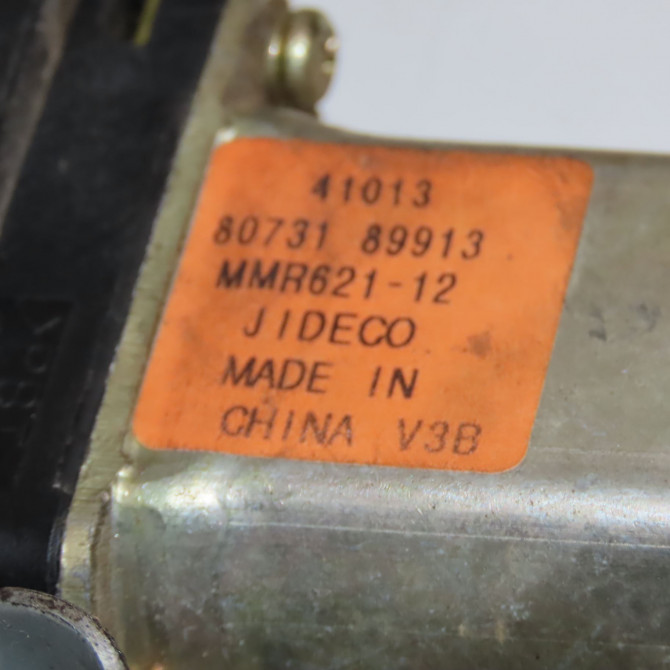 41013
80731 89913
MMR621-12
JIDECO
MADE IN
CHINA V3B